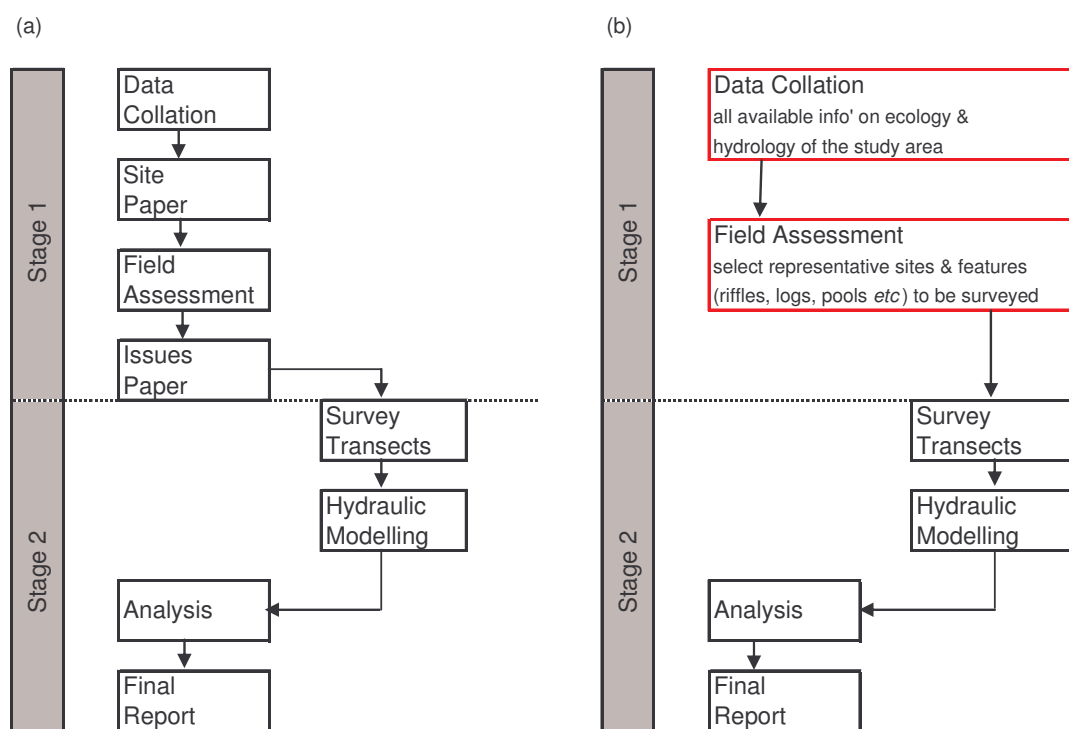 (a)
Stage 1
Data
Collation
Site
Paper
Field
Assessment
Issues
Paper
Stage 2
Survey
Transects
Hydraulic
Modelling
Analysis
Final
Report
(b)
Stage 1
Data Collation
all available info' on ecology &
hydrology of the study area
Field Assessment
select representative sites & features
(riffles, logs, pools etc) to be surveyed
Stage 2
Survey
Transects
Hydraulic
Modelling
Analysis
Final
Report